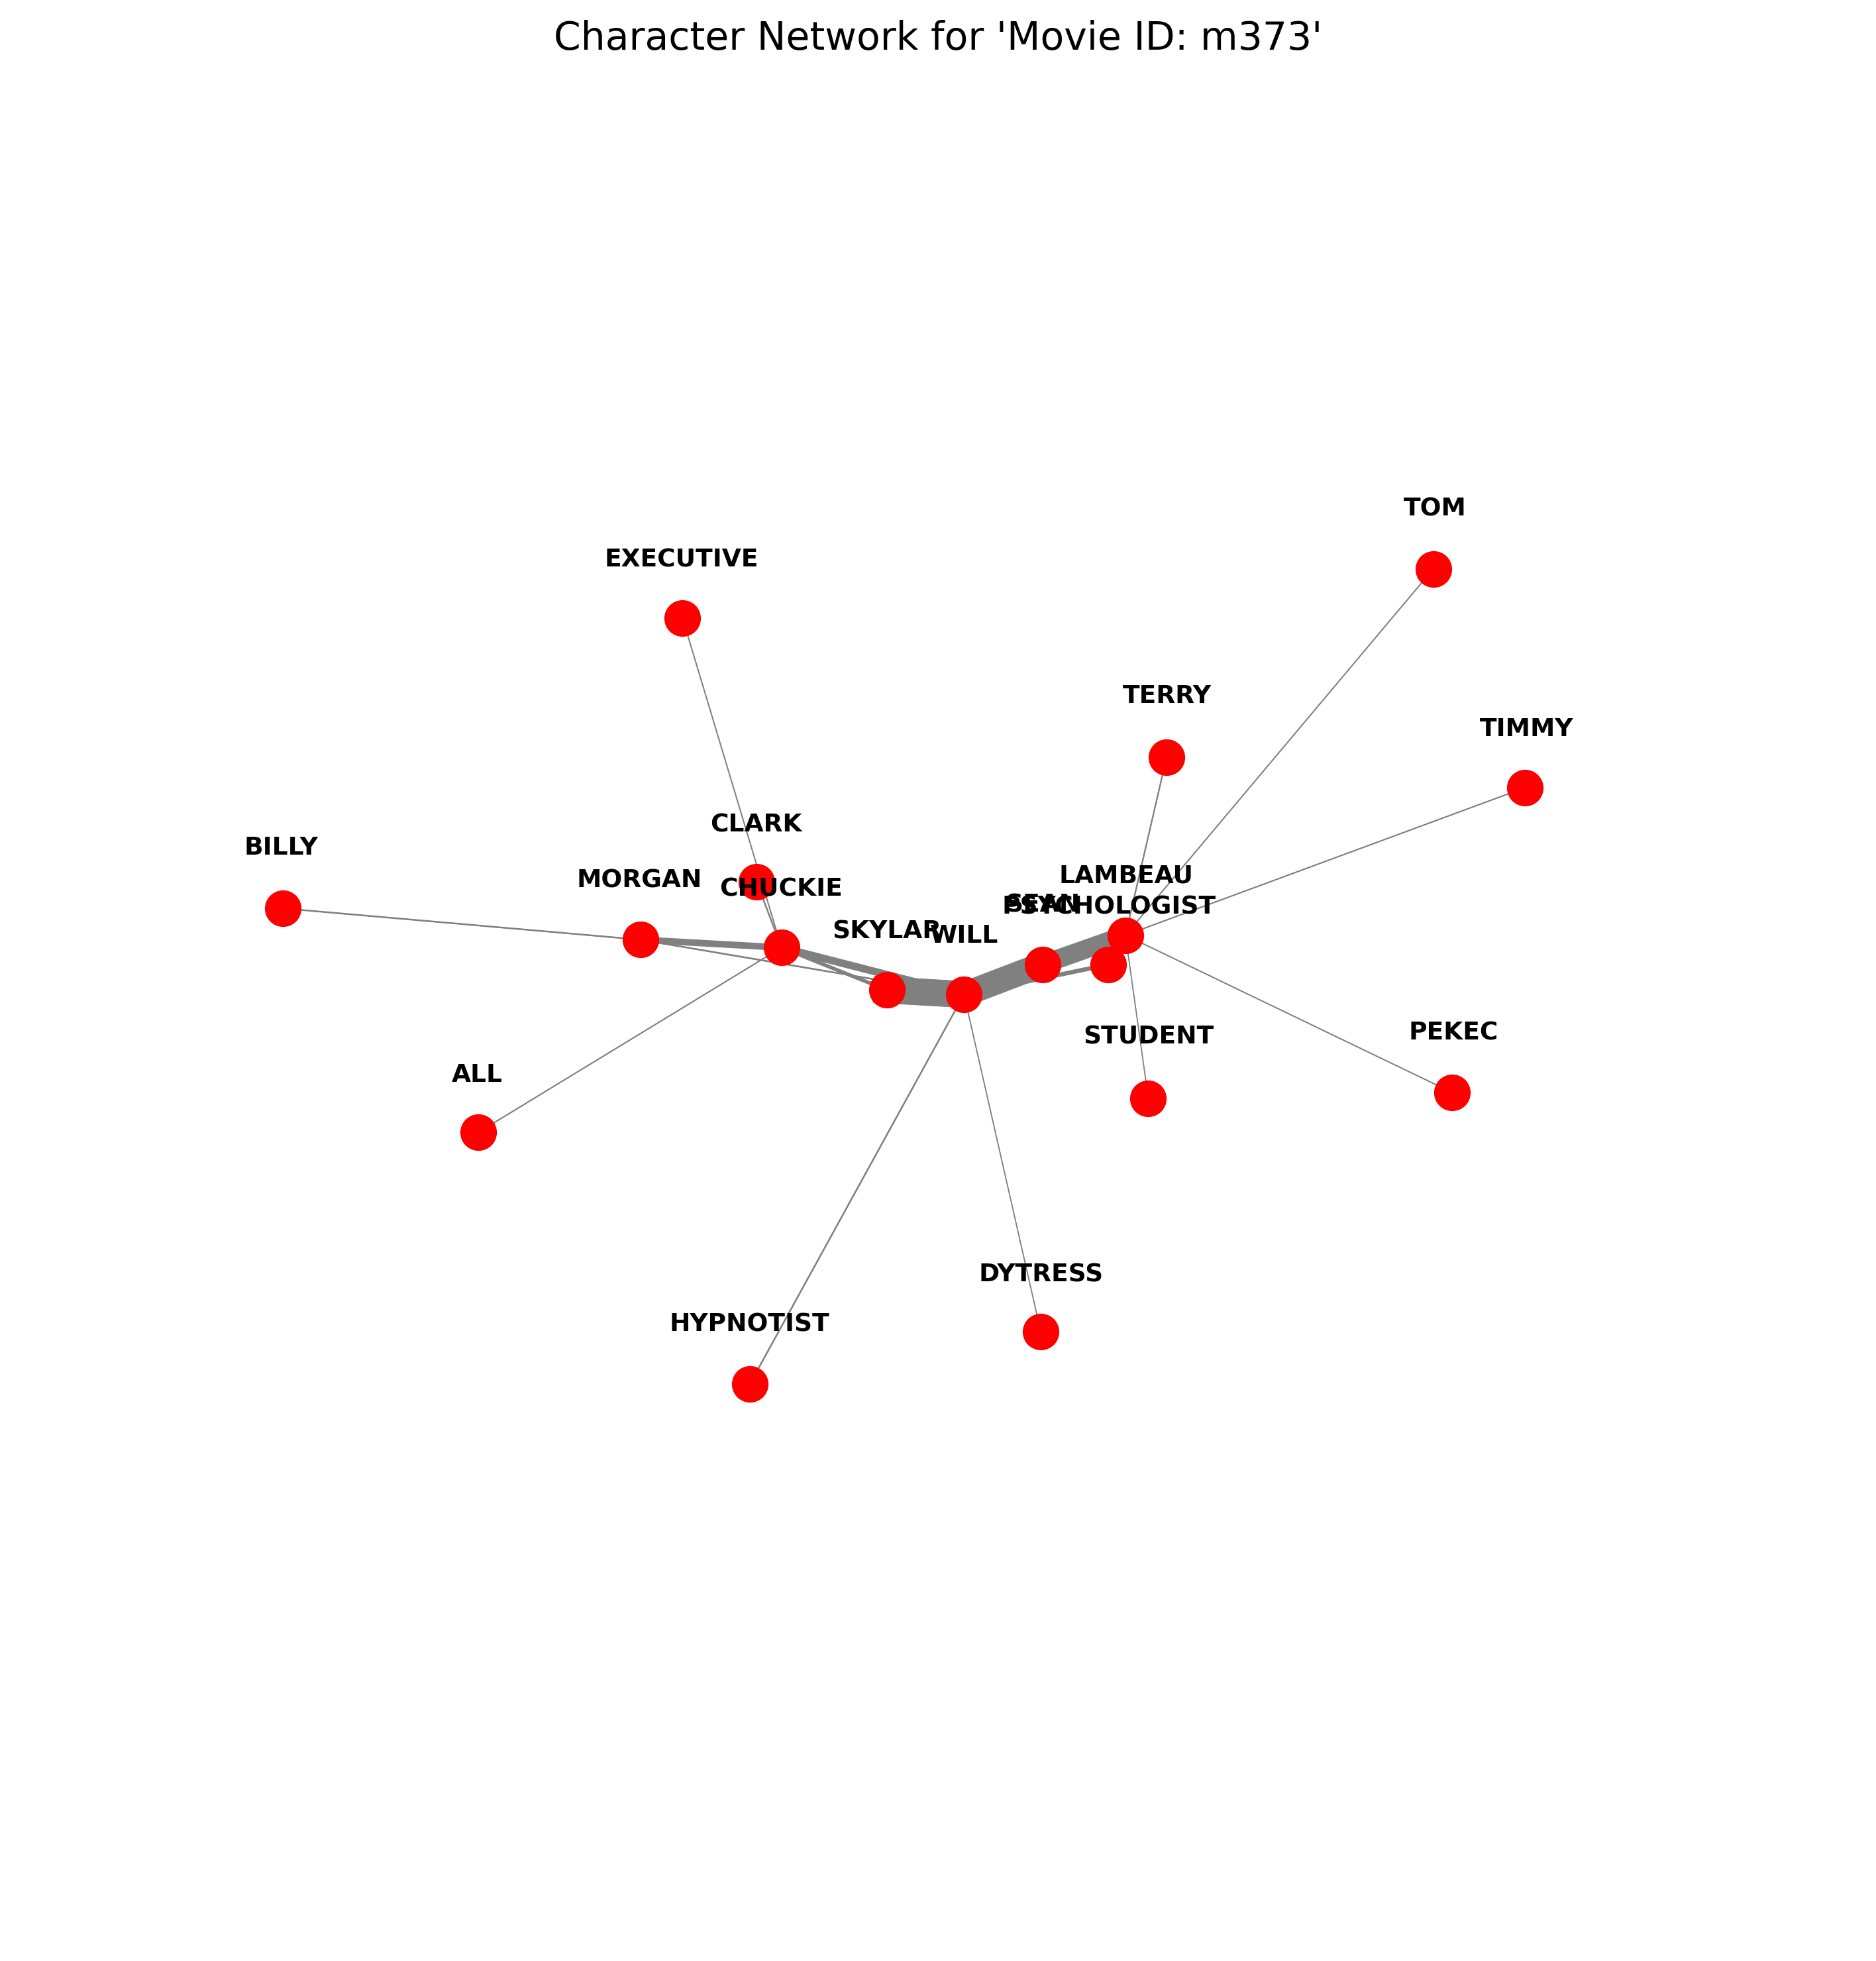 Character Network for 'Movie ID: m373'
TOM
EXECUTIVE
TERRY
TIMMY
CLARK
BILLY
MORGAN
CHUCKIE
LAMBEAU
SEAN
PSYCHOLOGIST
SKYLAR
WILL
STUDENT
PEKEC
ALL
DYTRESS
HYPNOTIST